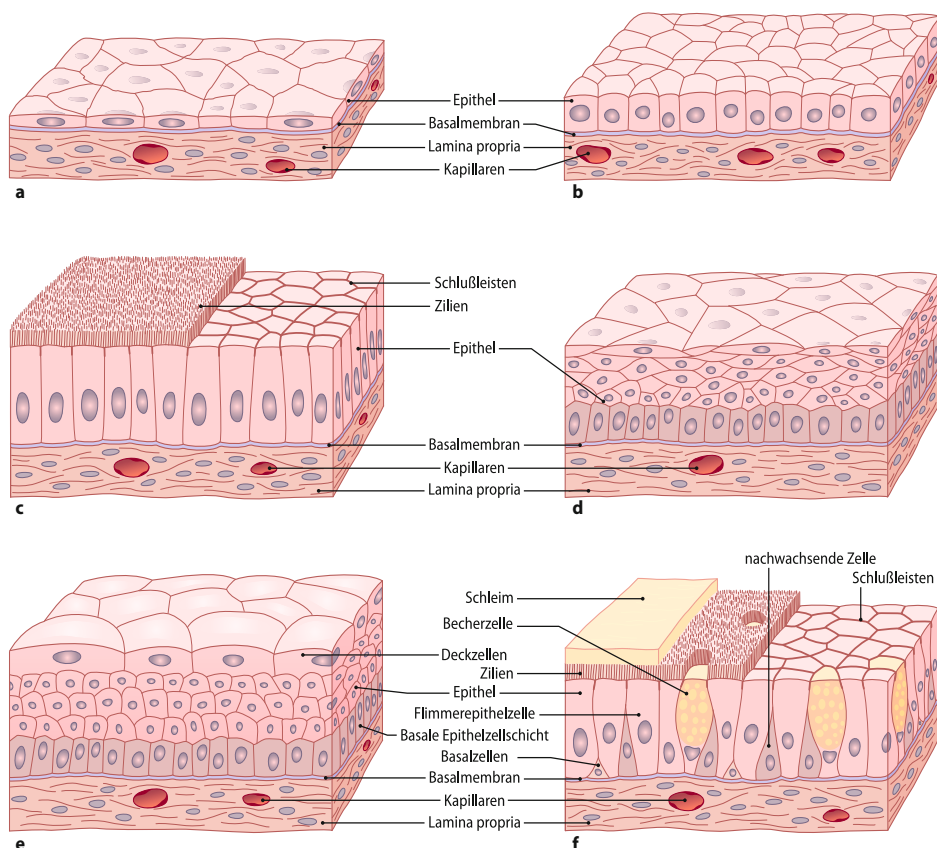 Epithel
Basalmembran
Lamina propria
Kapillaren
a
b
Schlußleisten
Zilien
Epithel
Basalmembran
Kapillaren
Lamina propria
c
d
nachwachsende Zelle
Schlußleisten
Schleim
Becherzelle
Deckzellen
Zilien
Epithel
Flimmerepithelzelle
Basale Epithelzellschicht
Basalzellen
Basalmembran
Kapillaren
Lamina propria
e
f